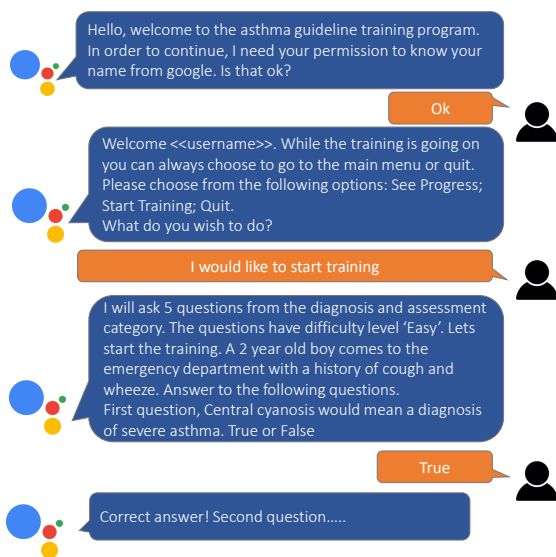 Hello, welcome to the asthma guideline training program.
In order to continue, I need your permission to know your
name from google. Is that ok?
Ok
Welcome <<username>>. While the training is going on
you can always choose to go to the main menu or quit.
Please choose from the following options: See Progress;
Start Training; Quit.
What do you wish to do?
I would like to start training
I will ask 5 questions from the diagnosis and assessment
category. The questions have difficulty level ‘Easy’. Lets
start the training. A 2 year old boy comes to the
emergency department with a history of cough and
wheeze. Answer to the following questions.
First question, Central cyanosis would mean a diagnosis
of severe asthma. True or False
True
Correct answer! Second question…..